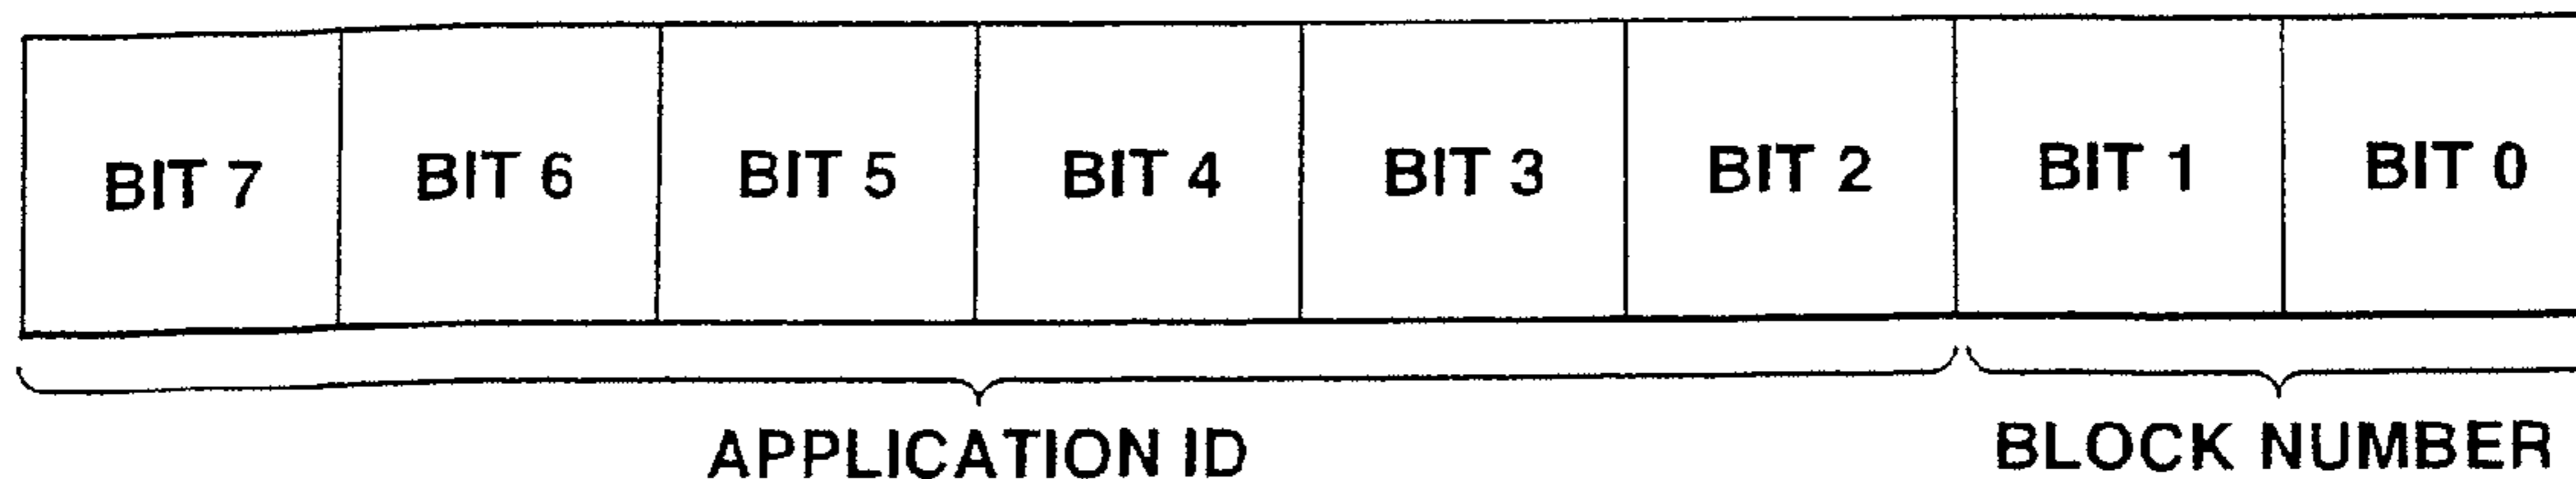 BIT 7 BIT 6 BIT 5 BIT 4 BIT 3 BIT 2 BIT 1 BIT 0
APPLICATION ID BLOCK NUMBER